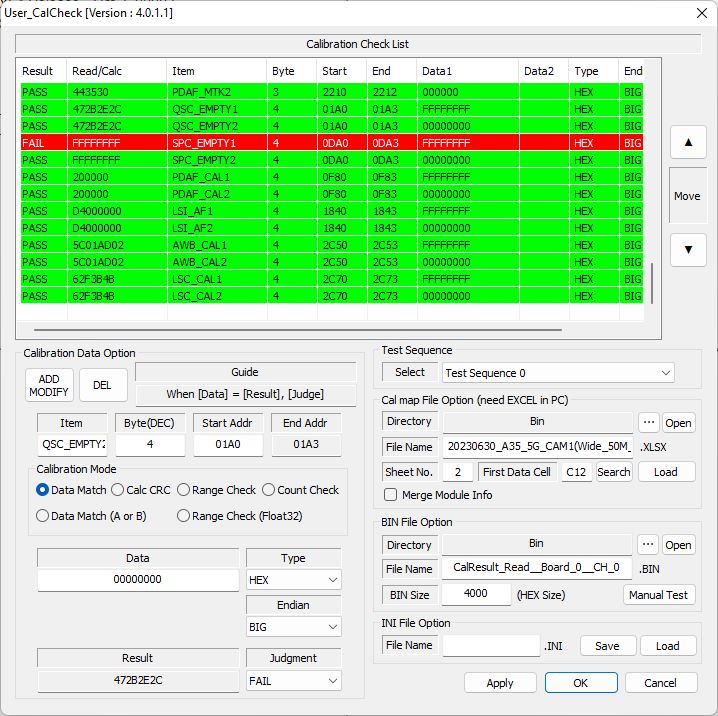 User_CalCheck [Version : 4.0.1.1]
Calibration Check List
Result Read/Calc Item Byte Start End Data1 Data2 Type End
PASS 443530 PDAF_MTK2 3 2210 2212 000000 HEX BIG
PASS 472B2E2C QSC_EMPTY1 4 01A0 01A3 FFFFFFFF HEX BIG
PASS 472B2E2C QSC_EMPTY2 4 01A0 01A3 00000000 HEX BIG
FAIL FFFFFFFF SPC_EMPTY1 4 0DA0 0DA3 FFFFFFFF HEX BIG
PASS FFFFFFFF SPC_EMPTY2 4 0DA0 0DA3 00000000 HEX BIG
PASS 200000 PDAF_CAL1 4 0F80 0F83 FFFFFFFF HEX BIG
PASS 200000 PDAF_CAL2 4 0F80 0F83 00000000 HEX BIG
PASS D4000000 LSI_AF1 4 1840 1843 FFFFFFFF HEX BIG
PASS D4000000 LSI_AF2 4 1840 1843 00000000 HEX BIG
PASS 5C01AD02 AWB_CAL1 4 2C50 2C53 FFFFFFFF HEX BIG
PASS 5C01AD02 AWB_CAL2 4 2C50 2C53 00000000 HEX BIG
PASS 62F3B4B LSC_CAL1 4 2C70 2C73 FFFFFFFF HEX BIG
PASS 62F3B4B LSC_CAL2 4 2C70 2C73 00000000 HEX BIG
Move
Calibration Data Option
ADD
MODIFY
DEL
Guide
When [Data] = [Result], [Judge]
Item Byte(DEC) Start Addr End Addr
QSC_EMPTY2 4 01A0 01A3
Calibration Mode
Data Match Calc CRC Range Check Count Check
Data Match (A or B) Range Check (Float32)
Data Type
00000000 HEX
Endian
BIG
Result Judgment
472B2E2C FAIL
Test Sequence
Select Test Sequence 0
Cal map File Option (need EXCEL in PC)
Directory Bin ... Open
File Name 20230630_A35_5G_CAM1(Wide_50M_ .XLSX
Sheet No. 2 First Data Cell C12 Search Load
Merge Module Info
BIN File Option
Directory Bin ... Open
File Name CalResult_Read__Board_0__CH_0 .BIN
BIN Size 4000 (HEX Size) Manual Test
INI File Option
File Name .INI Save Load
Apply OK Cancel